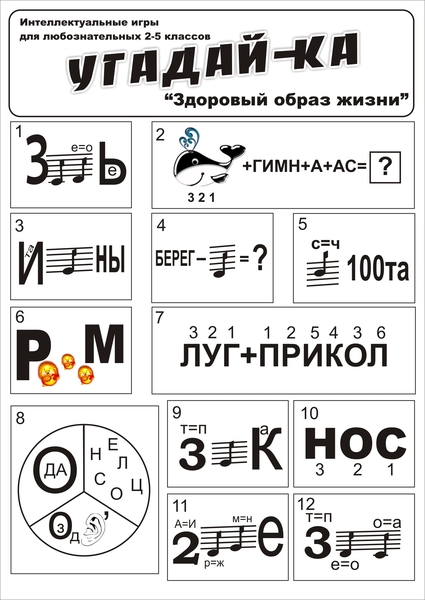 Интеллектуальные игры
для любознательных 2-5 классов
УГАДАЙ-КА
“Здоровый образ жизни”
1
е=о
З Ь
е
2
+ГИМН+А+АС= ?
3 2 1
3
И НЫ
га
4
БЕРЕГ– = ?
5
с=ч
100та
6
Р М
7
3 2 1 1 2 5 4 3 6
ЛУГ+ПРИКОЛ
8
О
ДА
Н Е Л С О Ц
О
з д
9
т=п а
З К
10
НОС
3 2 1
11
А=И м=н
2 е
р=ж
12
т=п о=а
З
е=о